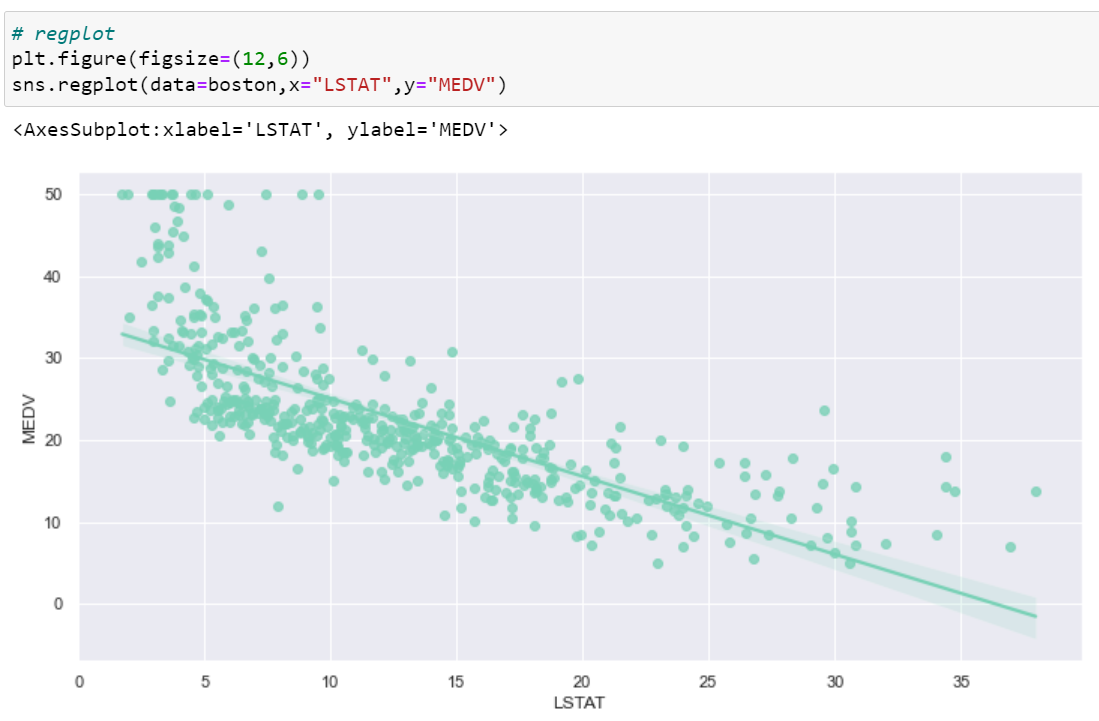 # regplot
plt.figure(figsize=(12,6))
sns.regplot(data=boston,x="LSTAT",y="MEDV")
<AxesSubplot:xlabel='LSTAT', ylabel='MEDV'>
50
40
30
20
10
0
MEDV
0 5 10 15 20 25 30 35
LSTAT